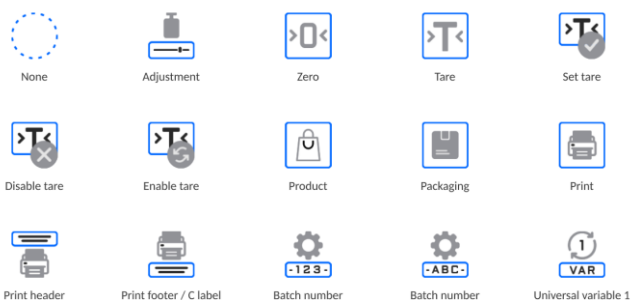 >0< >T< >T<
None Adjustment Zero Tare Set tare
>T< >T<
Disable tare Enable tare Product Packaging Print
-123- -ABC- 1 VAR
Print header Print footer / C label Batch number Batch number Universal variable 1